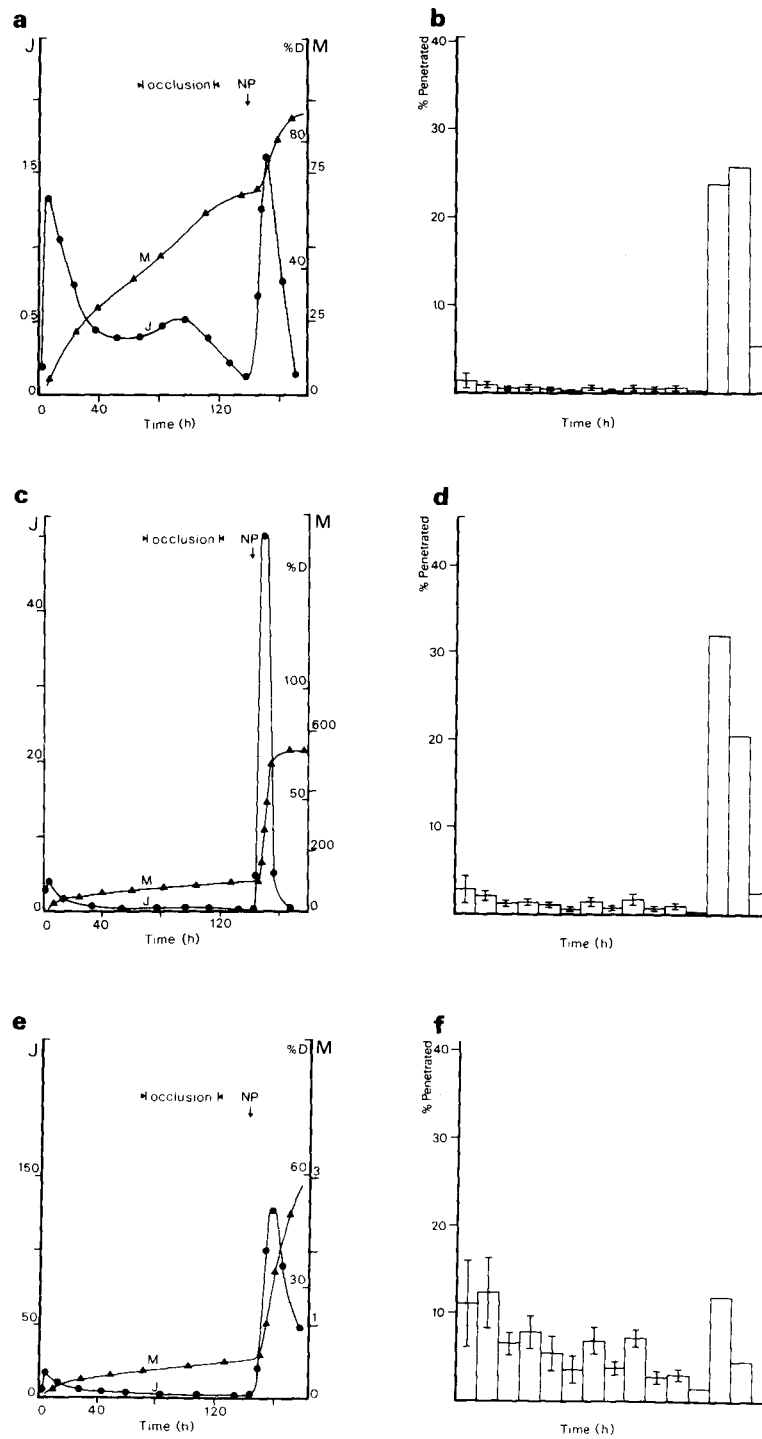 a
J
%D M
occlusion NP
80
15
75
M
40
0.5
J
25
0
0
0 40 120
Time (h)
b
% Penetrated
40
30
20
10
Time (h)
c
J
M
occlusion NP
%D
40
100
600
20
50
200
M
0
J
0
0 40 120
Time (h)
d
% Penetrated
40
30
20
10
Time (h)
e
J
%D M
occlusion NP
150
60 3
30
50
1
M
0
J
0
0 40 120
Time (h)
f
% Penetrated
40
30
20
10
Time (h)